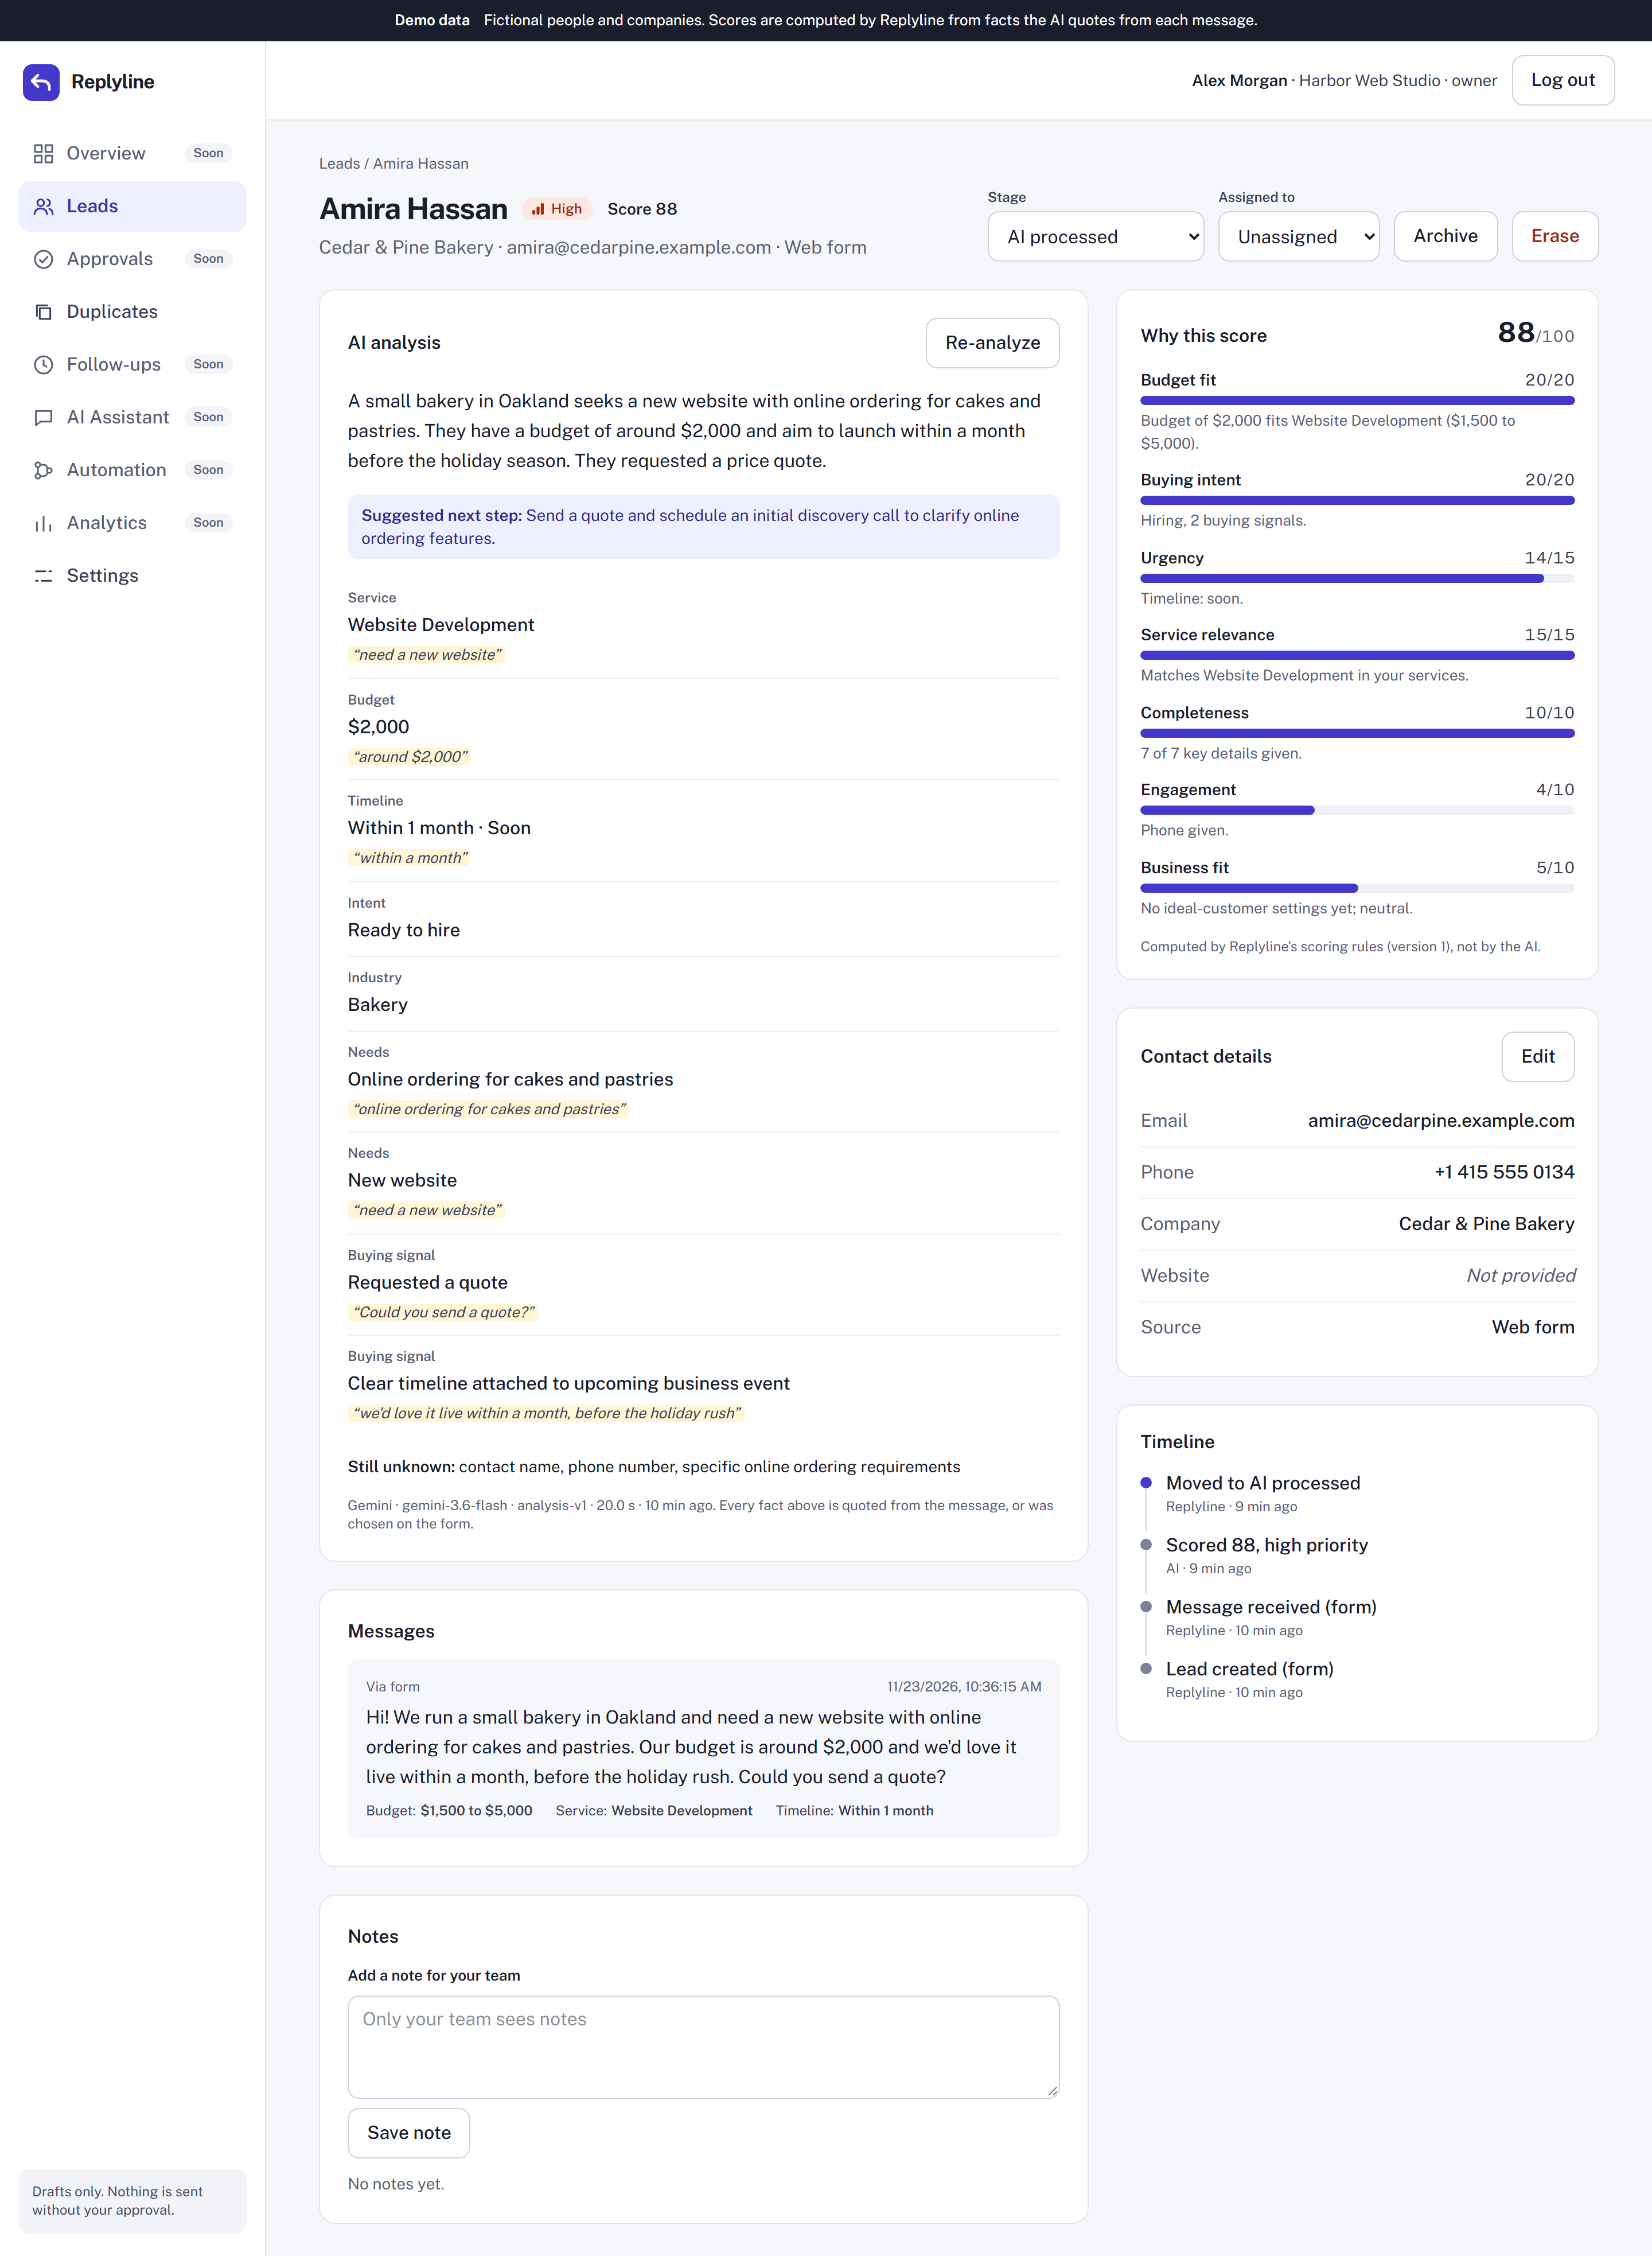 Demo data Fictional people and companies. Scores are computed by Replyline from facts the AI quotes from each message.
Replyline
Alex Morgan · Harbor Web Studio · owner
Log out
Overview Soon
Leads
Approvals Soon
Duplicates
Follow-ups Soon
AI Assistant Soon
Automation Soon
Analytics Soon
Settings
Drafts only. Nothing is sent
without your approval.
Leads / Amira Hassan
Amira Hassan High Score 88
Cedar & Pine Bakery · amira@cedarpine.example.com · Web form
Stage
AI processed
Assigned to
Unassigned
Archive
Erase
AI analysis
Re-analyze
A small bakery in Oakland seeks a new website with online ordering for cakes and
pastries. They have a budget of around $2,000 and aim to launch within a month
before the holiday season. They requested a price quote.
Suggested next step: Send a quote and schedule an initial discovery call to clarify online
ordering features.
Service
Website Development
“need a new website”
Budget
$2,000
“around $2,000”
Timeline
Within 1 month · Soon
“within a month”
Intent
Ready to hire
Industry
Bakery
Needs
Online ordering for cakes and pastries
“online ordering for cakes and pastries”
Needs
New website
“need a new website”
Buying signal
Requested a quote
“Could you send a quote?”
Buying signal
Clear timeline attached to upcoming business event
“we'd love it live within a month, before the holiday rush”
Still unknown: contact name, phone number, specific online ordering requirements
Gemini · gemini-3.6-flash · analysis-v1 · 20.0 s · 10 min ago. Every fact above is quoted from the message, or was
chosen on the form.
Messages
Via form 11/23/2026, 10:36:15 AM
Hi! We run a small bakery in Oakland and need a new website with online
ordering for cakes and pastries. Our budget is around $2,000 and we'd love it
live within a month, before the holiday rush. Could you send a quote?
Budget: $1,500 to $5,000 Service: Website Development Timeline: Within 1 month
Notes
Add a note for your team
Only your team sees notes
Save note
No notes yet.
Why this score 88/100
Budget fit 20/20
Budget of $2,000 fits Website Development ($1,500 to
$5,000).
Buying intent 20/20
Hiring, 2 buying signals.
Urgency 14/15
Timeline: soon.
Service relevance 15/15
Matches Website Development in your services.
Completeness 10/10
7 of 7 key details given.
Engagement 4/10
Phone given.
Business fit 5/10
No ideal-customer settings yet; neutral.
Computed by Replyline's scoring rules (version 1), not by the AI.
Contact details
Edit
Email amira@cedarpine.example.com
Phone +1 415 555 0134
Company Cedar & Pine Bakery
Website Not provided
Source Web form
Timeline
Moved to AI processed
Replyline · 9 min ago
Scored 88, high priority
AI · 9 min ago
Message received (form)
Replyline · 10 min ago
Lead created (form)
Replyline · 10 min ago